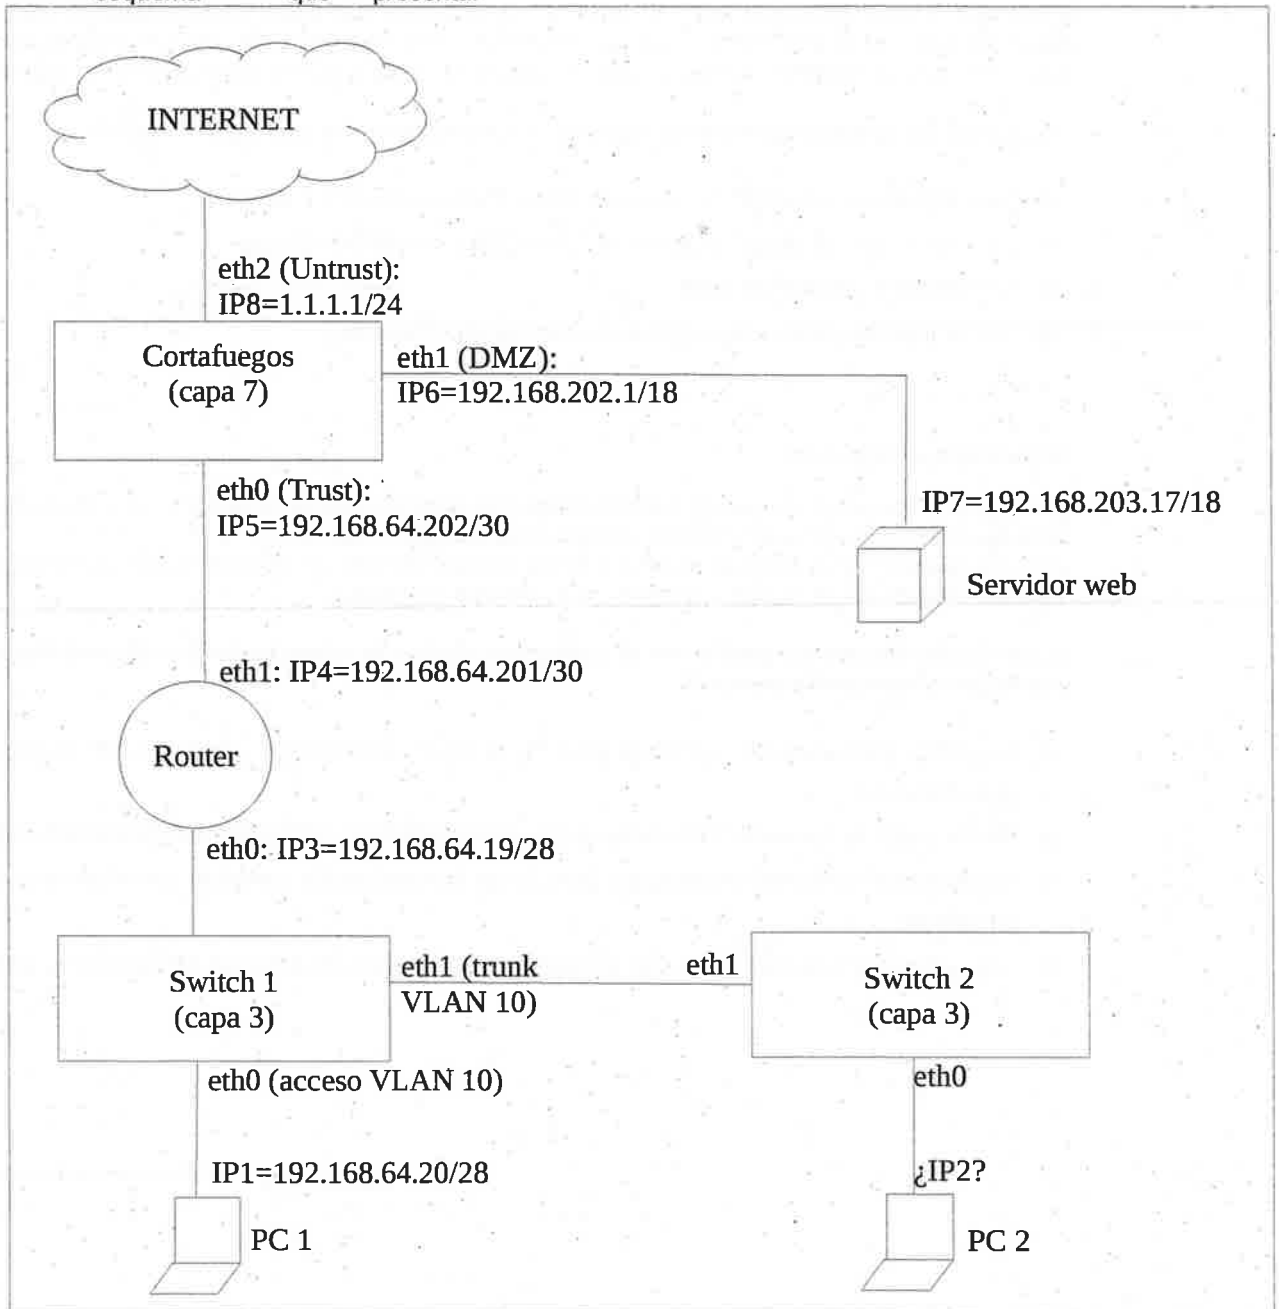 INTERNET
eth2 (Untrust):
IP8=1.1.1.1/24
Cortafuegos
(capa 7)
eth1 (DMZ):
IP6=192.168.202.1/18
eth0 (Trust):
IP5=192.168.64.202/30
IP7=192.168.203.17/18
Servidor web
eth1: IP4=192.168.64.201/30
Router
eth0: IP3=192.168.64.19/28
Switch 1
(capa 3)
eth1 (trunk
VLAN 10)
eth1
Switch 2
(capa 3)
eth0 (acceso VLAN 10)
eth0
IP1=192.168.64.20/28
¿IP2?
PC 1
PC 2